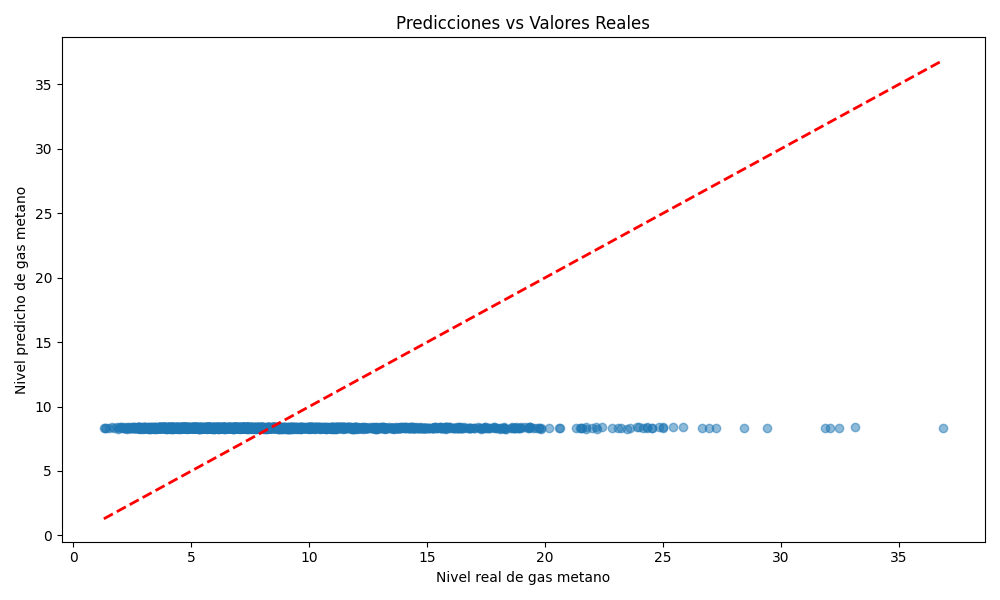 Predicciones vs Valores Reales
Nivel predicho de gas metano
35
30
25
20
15
10
5
0
0 5 10 15 20 25 30 35
Nivel real de gas metano